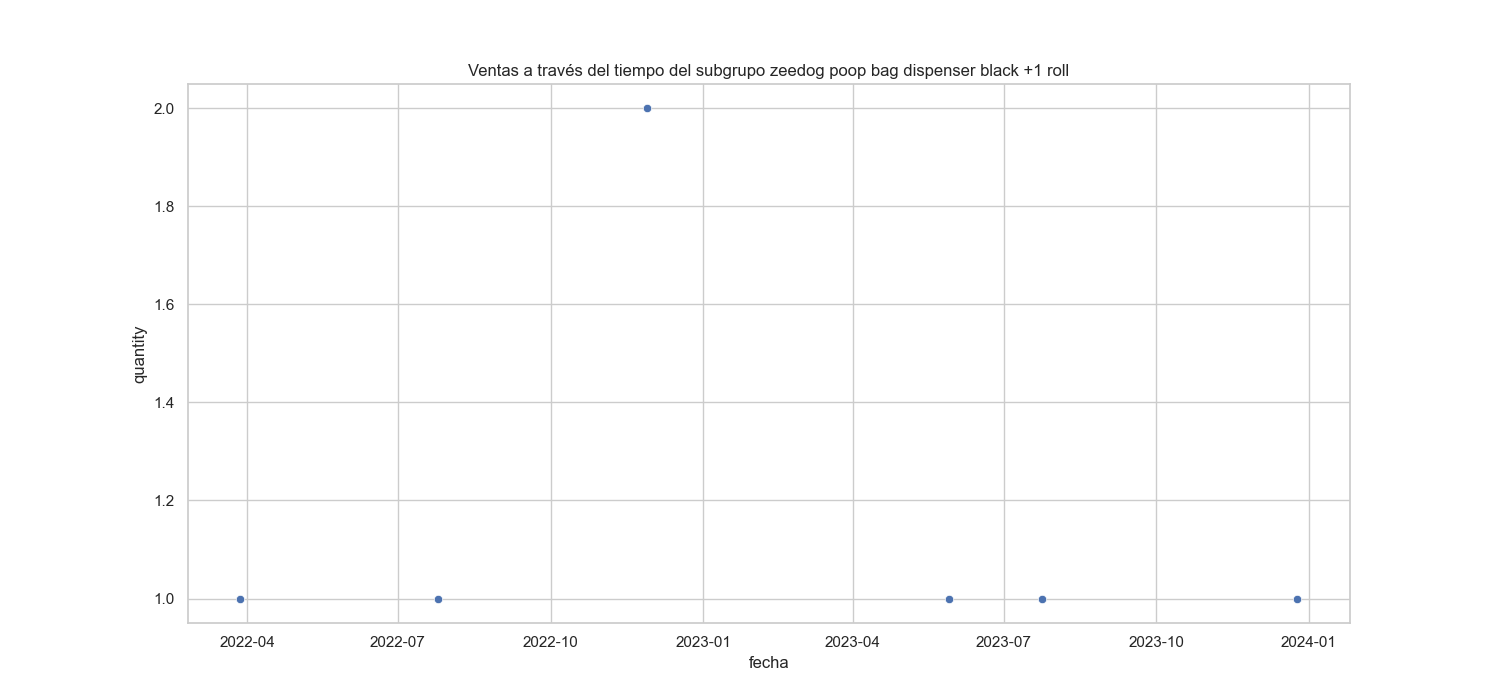 Ventas a través del tiempo del subgrupo zeedog poop bag dispenser black +1 roll
2.0
1.8
1.6
1.4
1.2
1.0
quantity
2022-04 2022-07 2022-10 2023-01 2023-04 2023-07 2023-10 2024-01
fecha